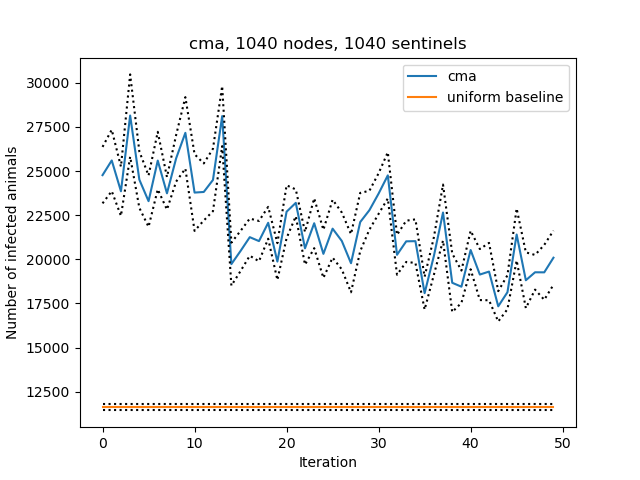 cma, 1040 nodes, 1040 sentinels
cma
uniform baseline
Number of infected animals
30000
27500
25000
22500
20000
17500
15000
12500
0 10 20 30 40 50
Iteration